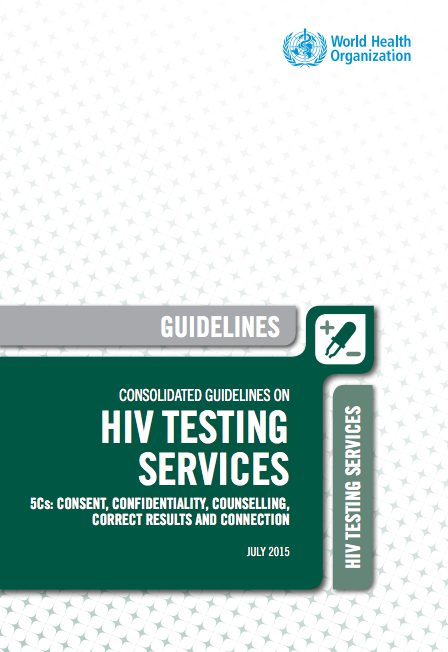 World Health
Organization
GUIDELINES
CONSOLIDATED GUIDELINES ON
HIV TESTING
SERVICES
5Cs: CONSENT, CONFIDENTIALITY, COUNSELLING,
CORRECT RESULTS AND CONNECTION
JULY 2015
HIV TESTING SERVICES